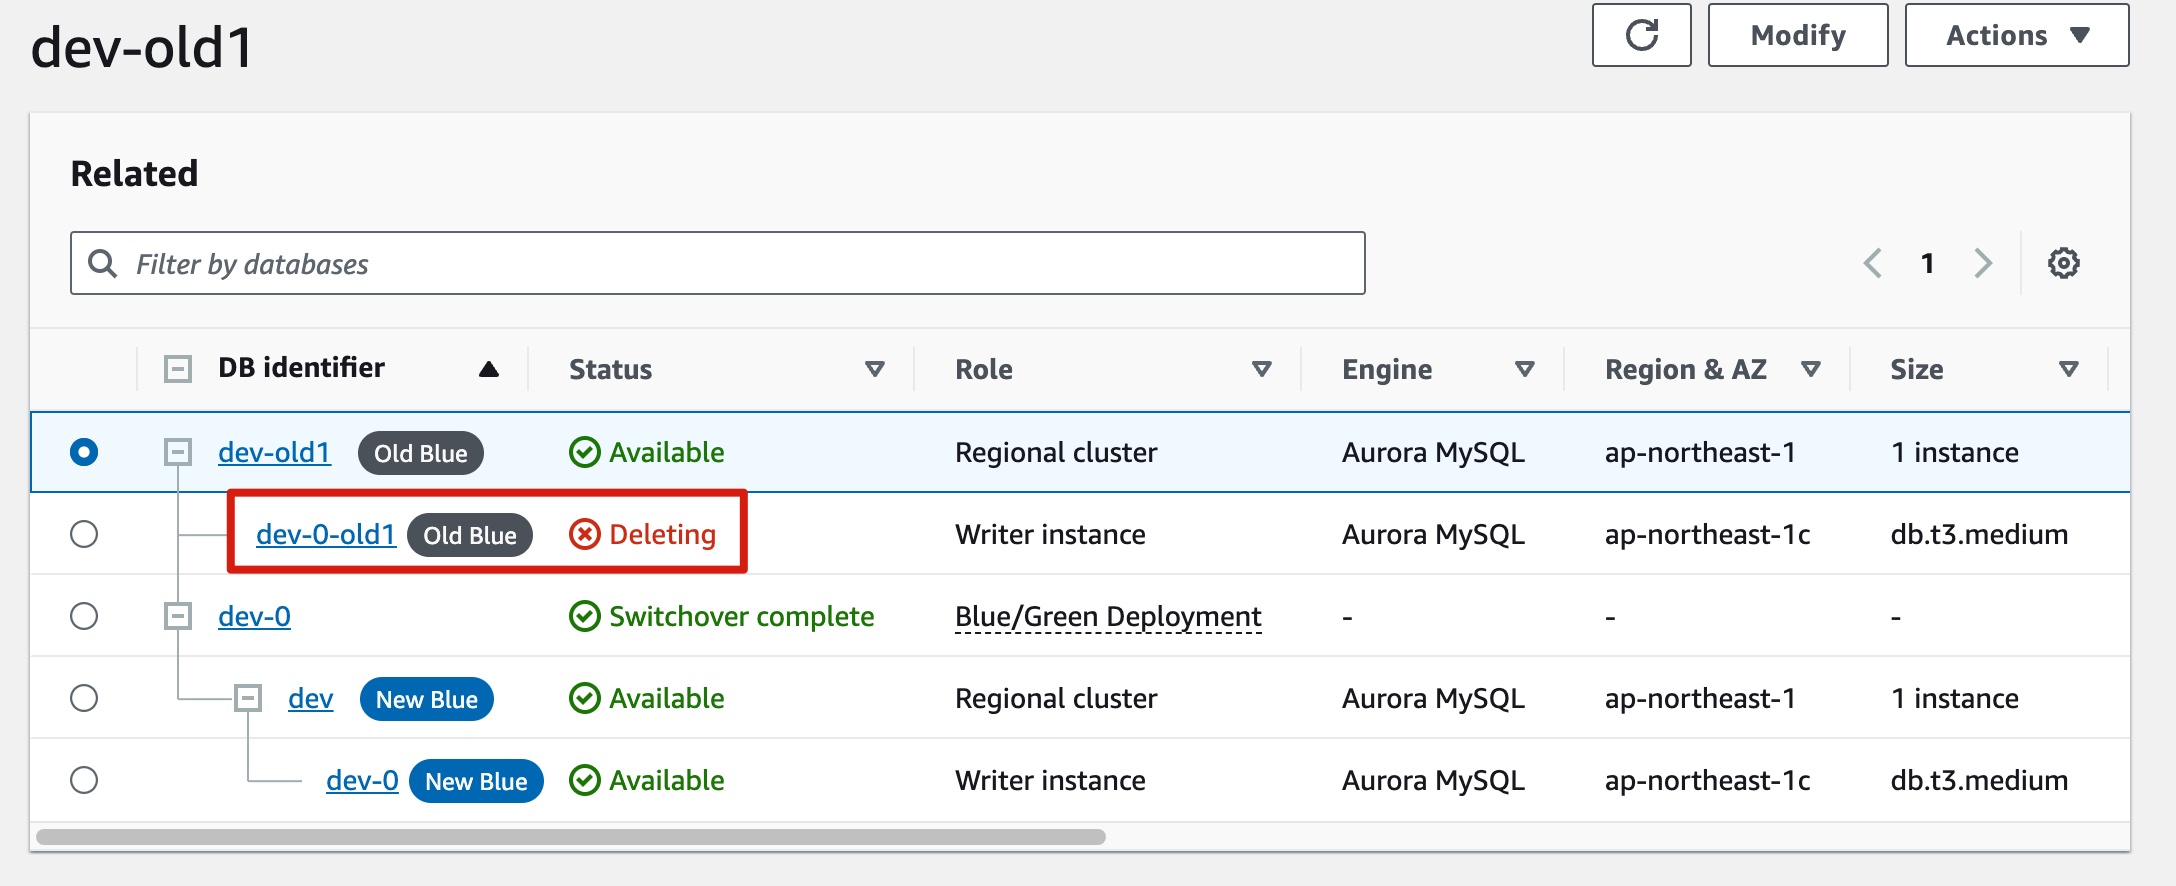 dev-old1
Modify
Actions
Related
Filter by databases
1
DB identifier Status Role Engine Region & AZ Size
dev-old1 Old Blue Available Regional cluster Aurora MySQL ap-northeast-1 1 instance
dev-0-old1 Old Blue Deleting Writer instance Aurora MySQL ap-northeast-1c db.t3.medium
dev-0 Switchover complete Blue/Green Deployment - - -
dev New Blue Available Regional cluster Aurora MySQL ap-northeast-1 1 instance
dev-0 New Blue Available Writer instance Aurora MySQL ap-northeast-1c db.t3.medium